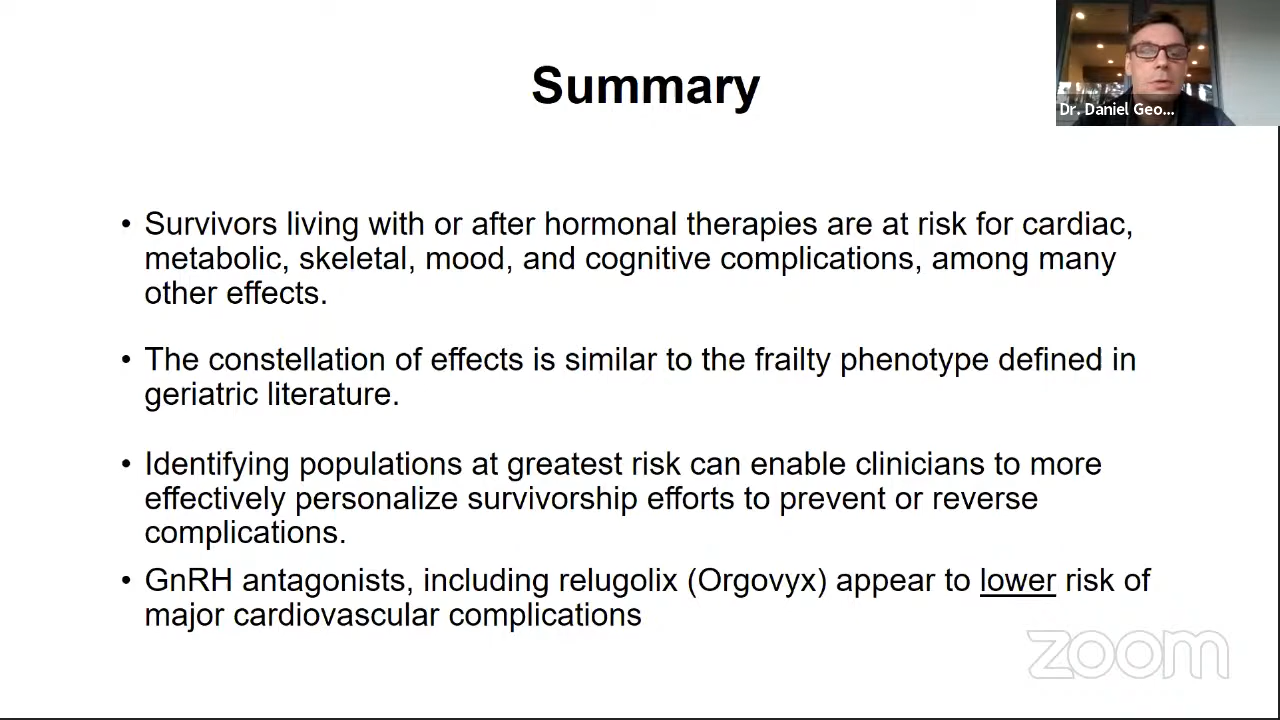 Summary
Dr. Daniel Geo...
• Survivors living with or after hormonal therapies are at risk for cardiac,
metabolic, skeletal, mood, and cognitive complications, among many
other effects.
• The constellation of effects is similar to the frailty phenotype defined in
geriatric literature.
• Identifying populations at greatest risk can enable clinicians to more
effectively personalize survivorship efforts to prevent or reverse
complications.
• GnRH antagonists, including relugolix (Orgovyx) appear to lower risk of
major cardiovascular complications
zoom